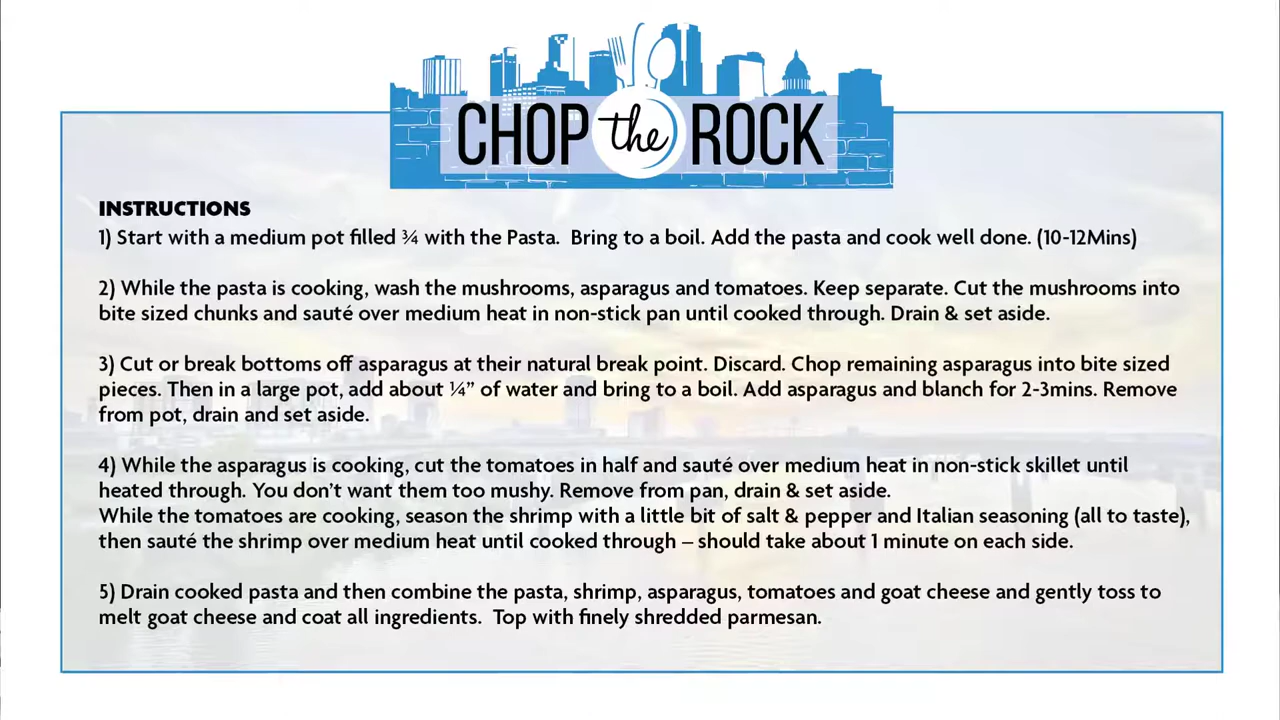 CHOP the ROCK
INSTRUCTIONS
1) Start with a medium pot filled ¾ with the Pasta.  Bring to a boil. Add the pasta and cook well done. (10-12Mins)
2) While the pasta is cooking, wash the mushrooms, asparagus and tomatoes. Keep separate. Cut the mushrooms into
bite sized chunks and sauté over medium heat in non-stick pan until cooked through. Drain & set aside.
3) Cut or break bottoms off asparagus at their natural break point. Discard. Chop remaining asparagus into bite sized
pieces. Then in a large pot, add about ¼” of water and bring to a boil. Add asparagus and blanch for 2-3mins. Remove
from pot, drain and set aside.
4) While the asparagus is cooking, cut the tomatoes in half and sauté over medium heat in non-stick skillet until
heated through. You don’t want them too mushy. Remove from pan, drain & set aside.
While the tomatoes are cooking, season the shrimp with a little bit of salt & pepper and Italian seasoning (all to taste),
then sauté the shrimp over medium heat until cooked through – should take about 1 minute on each side.
5) Drain cooked pasta and then combine the pasta, shrimp, asparagus, tomatoes and goat cheese and gently toss to
melt goat cheese and coat all ingredients.  Top with finely shredded parmesan.